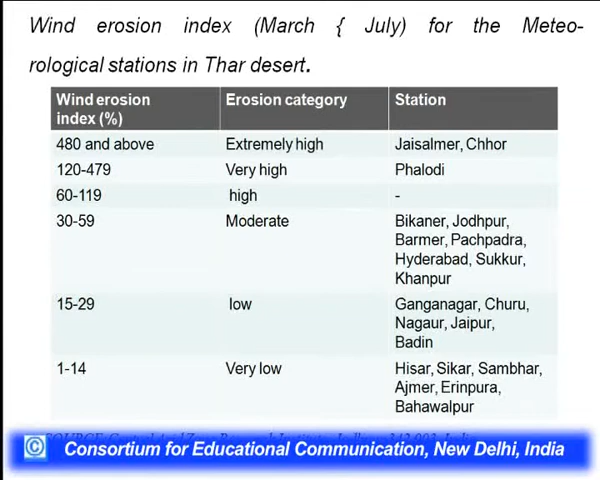 Wind erosion index (March { July) for the Meteo-
rological stations in Thar desert.
Wind erosion index (%) Erosion category Station
480 and above Extremely high Jaisalmer, Chhor
120-479 Very high Phalodi
60-119 high -
30-59 Moderate Bikaner, Jodhpur,
Barmer, Pachpadra,
Hyderabad, Sukkur,
Khanpur
15-29 low Ganganagar, Churu,
Nagaur, Jaipur,
Badin
1-14 Very low Hisar, Sikar, Sambhar,
Ajmer, Erinpura,
Bahawalpur
© Consortium for Educational Communication, New Delhi, India